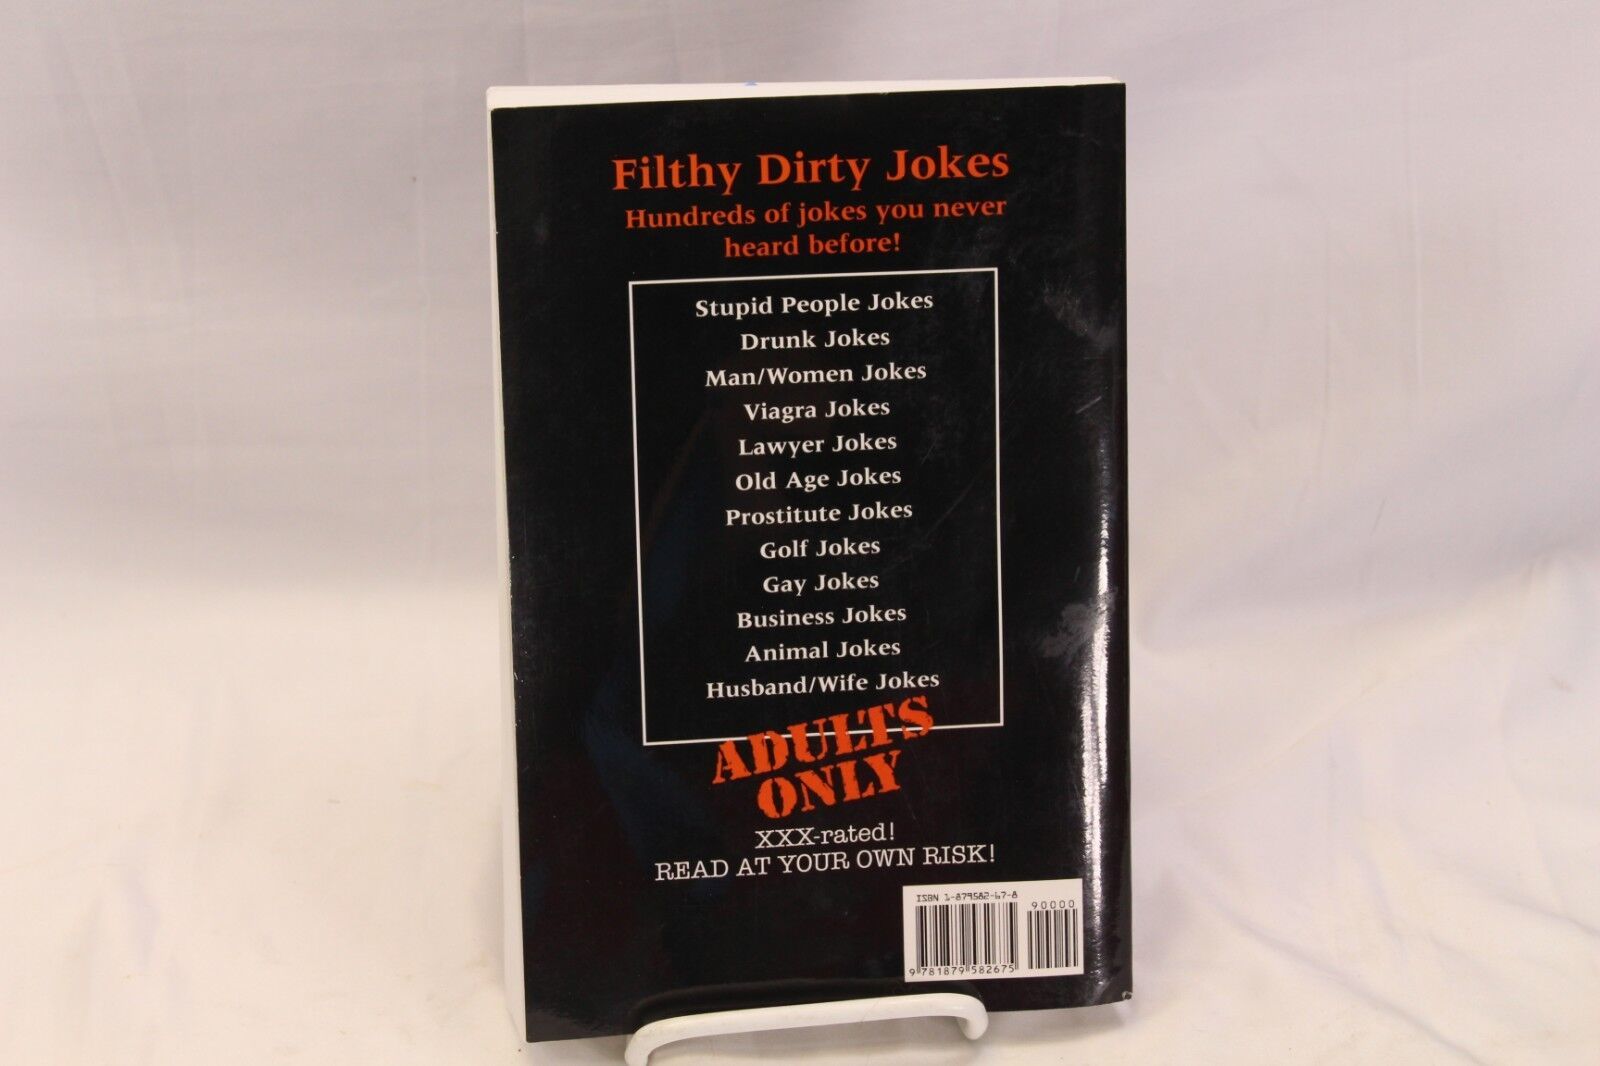 Filthy Dirty Jokes
Hundreds of jokes you never
heard before!
Stupid People Jokes
Drunk Jokes
Man/Women Jokes
Viagra Jokes
Lawyer Jokes
Old Age Jokes
Prostitute Jokes
Golf Jokes
Gay Jokes
Business Jokes
Animal Jokes
Husband/Wife Jokes
ADULTS
ONLY
XXX-rated!
READ AT YOUR OWN RISK!
ISBN 1-879582-67-8
90000
9 781879 582675